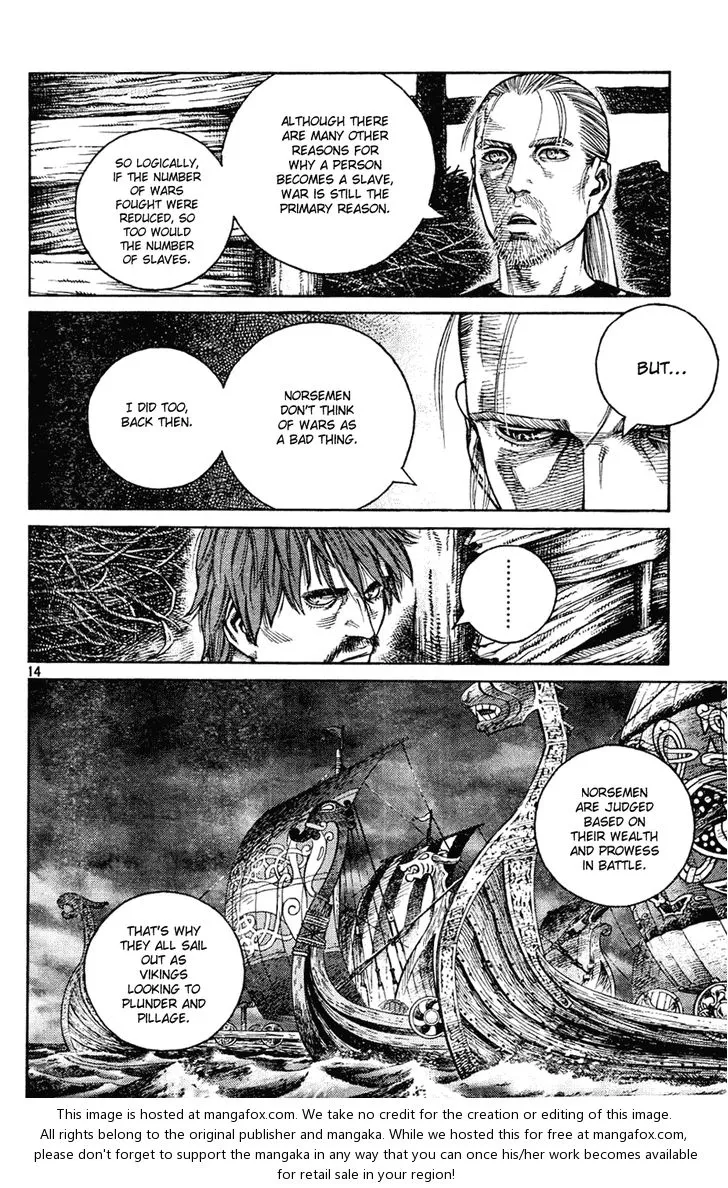 ALTHOUGH THERE
ARE MANY OTHER
REASONS FOR
WHY A PERSON
BECOMES A SLAVE,
WAR IS STILL THE
PRIMARY REASON.
SO LOGICALLY,
IF THE NUMBER
OF WARS
FOUGHT WERE
REDUCED, SO
TOO WOULD
THE NUMBER
OF SLAVES.
BUT...
NORSEMEN
DON'T THINK
OF WARS AS
A BAD THING.
I DID TOO,
BACK THEN.
.........
14
NORSEMEN
ARE JUDGED
BASED ON
THEIR WEALTH
AND PROWESS
IN BATTLE.
THAT'S WHY
THEY ALL SAIL
OUT AS
VIKINGS
LOOKING TO
PLUNDER AND
PILLAGE.
This image is hosted at mangafox.com. We take no credit for the creation or editing of this image.
All rights belong to the original publisher and mangaka. While we hosted this for free at mangafox.com,
please don't forget to support the mangaka in any way that you can once his/her work becomes available
for retail sale in your region!